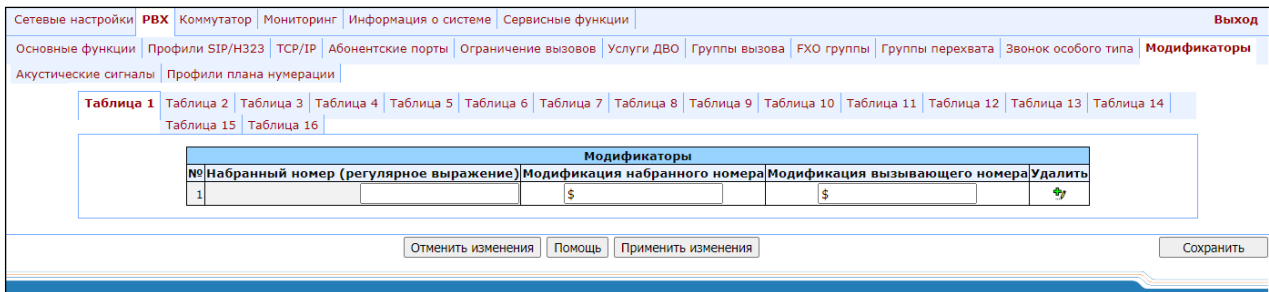 Сетевые настройки PBX Коммутатор Мониторинг Информация о системе Сервисные функции Выход
Основные функции Профили SIP/H323 TCP/IP Абонентские порты Ограничение вызовов Услуги ДВО Группы вызова FXO группы Группы перехвата Звонок особого типа Модификаторы
Акустические сигналы Профили плана нумерации
Таблица 1 Таблица 2 Таблица 3 Таблица 4 Таблица 5 Таблица 6 Таблица 7 Таблица 8 Таблица 9 Таблица 10 Таблица 11 Таблица 12 Таблица 13 Таблица 14
Таблица 15 Таблица 16
Модификаторы
№ Набранный номер (регулярное выражение) Модификация набранного номера Модификация вызывающего номера Удалить
1 $ $
Отменить изменения Помощь Применить изменения Сохранить